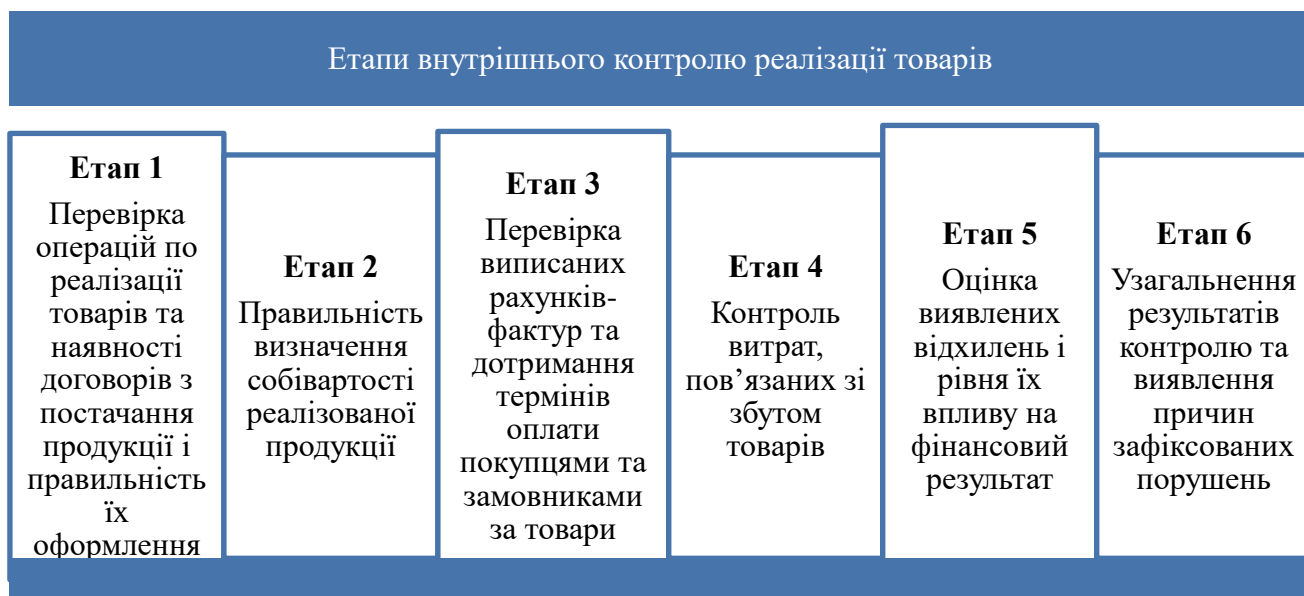 Етапи внутрішнього контролю реалізації товарів
Етап 1
Перевірка
операцій по
реалізації
товарів та
наявності
договорів з
постачання
продукції і
правильність
їх
оформлення
Етап 2
Правильність
визначення
собівартості
реалізованої
продукції
Етап 3
Перевірка
виписаних
рахунків-
фактур та
дотримання
термінів
оплати
покупцями та
замовниками
за товари
Етап 4
Контроль
витрат,
пов’язаних зі
збутом
товарів
Етап 5
Оцінка
виявлених
відхилень і
рівня їх
впливу на
фінансовий
результат
Етап 6
Узагальнення
результатів
контролю та
виявлення
причин
зафіксованих
порушень